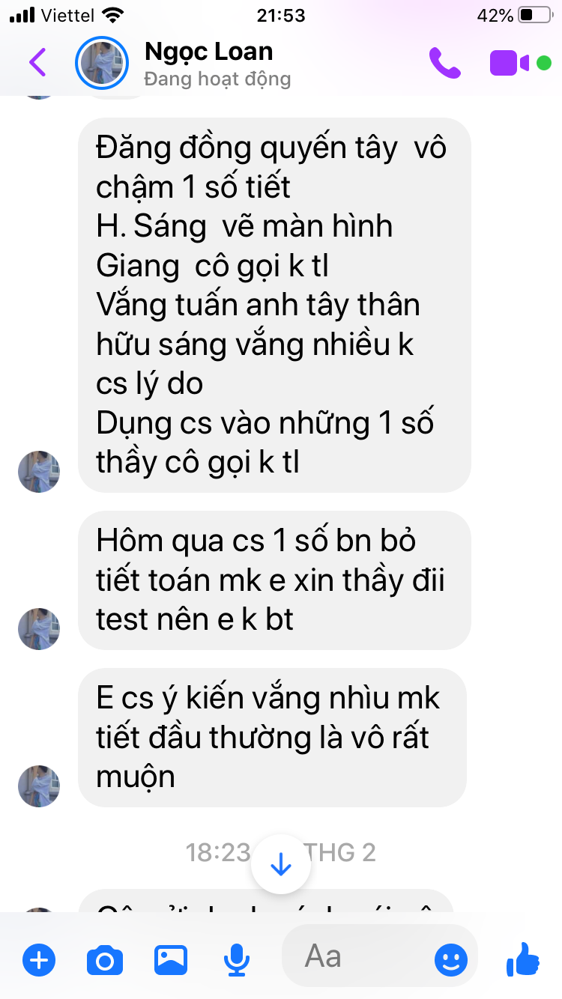 Viettel 21:53 42%
Ngọc Loan
Đang hoạt động
Đăng đồng quyến tây vô
chậm 1 số tiết
H. Sáng vẽ màn hình
Giang cô gọi k tl
Vắng tuấn anh tây thân
hữu sáng vắng nhiều k
cs lý do
Dụng cs vào những 1 số
thầy cô gọi k tl
Hôm qua cs 1 số bn bỏ
tiết toán mk e xin thầy đii
test nên e k bt
E cs ý kiến vắng nhìu mk
tiết đầu thường là vô rất
muộn
18:23 THG 2
Aa